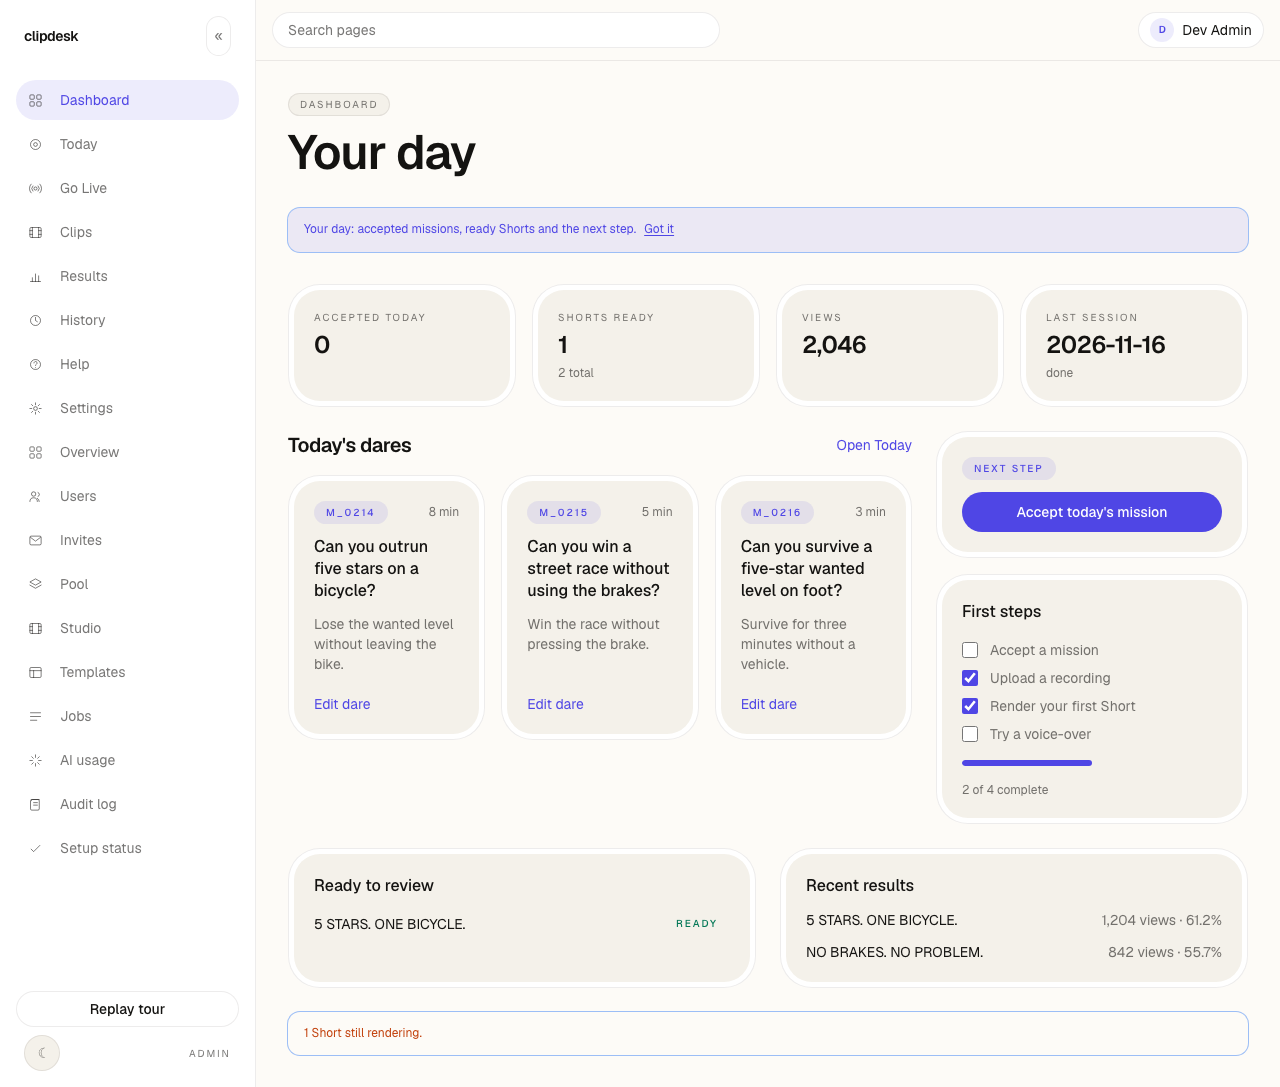 clipdesk
«
Dashboard
Today
Go Live
Clips
Results
History
Help
Settings
Overview
Users
Invites
Pool
Studio
Templates
Jobs
AI usage
Audit log
Setup status
Replay tour
ADMIN
Search pages
D Dev Admin
DASHBOARD
Your day
Your day: accepted missions, ready Shorts and the next step. Got it
ACCEPTED TODAY
0
SHORTS READY
1
2 total
VIEWS
2,046
LAST SESSION
2026-11-16
done
Today's dares
Open Today
M_0214 8 min
Can you outrun
five stars on a
bicycle?
Lose the wanted level
without leaving the
bike.
Edit dare
M_0215 5 min
Can you win a
street race without
using the brakes?
Win the race without
pressing the brake.
Edit dare
M_0216 3 min
Can you survive a
five-star wanted
level on foot?
Survive for three
minutes without a
vehicle.
Edit dare
NEXT STEP
Accept today's mission
First steps
Accept a mission
Upload a recording
Render your first Short
Try a voice-over
2 of 4 complete
Ready to review
5 STARS. ONE BICYCLE. READY
Recent results
5 STARS. ONE BICYCLE. 1,204 views · 61.2%
NO BRAKES. NO PROBLEM. 842 views · 55.7%
1 Short still rendering.